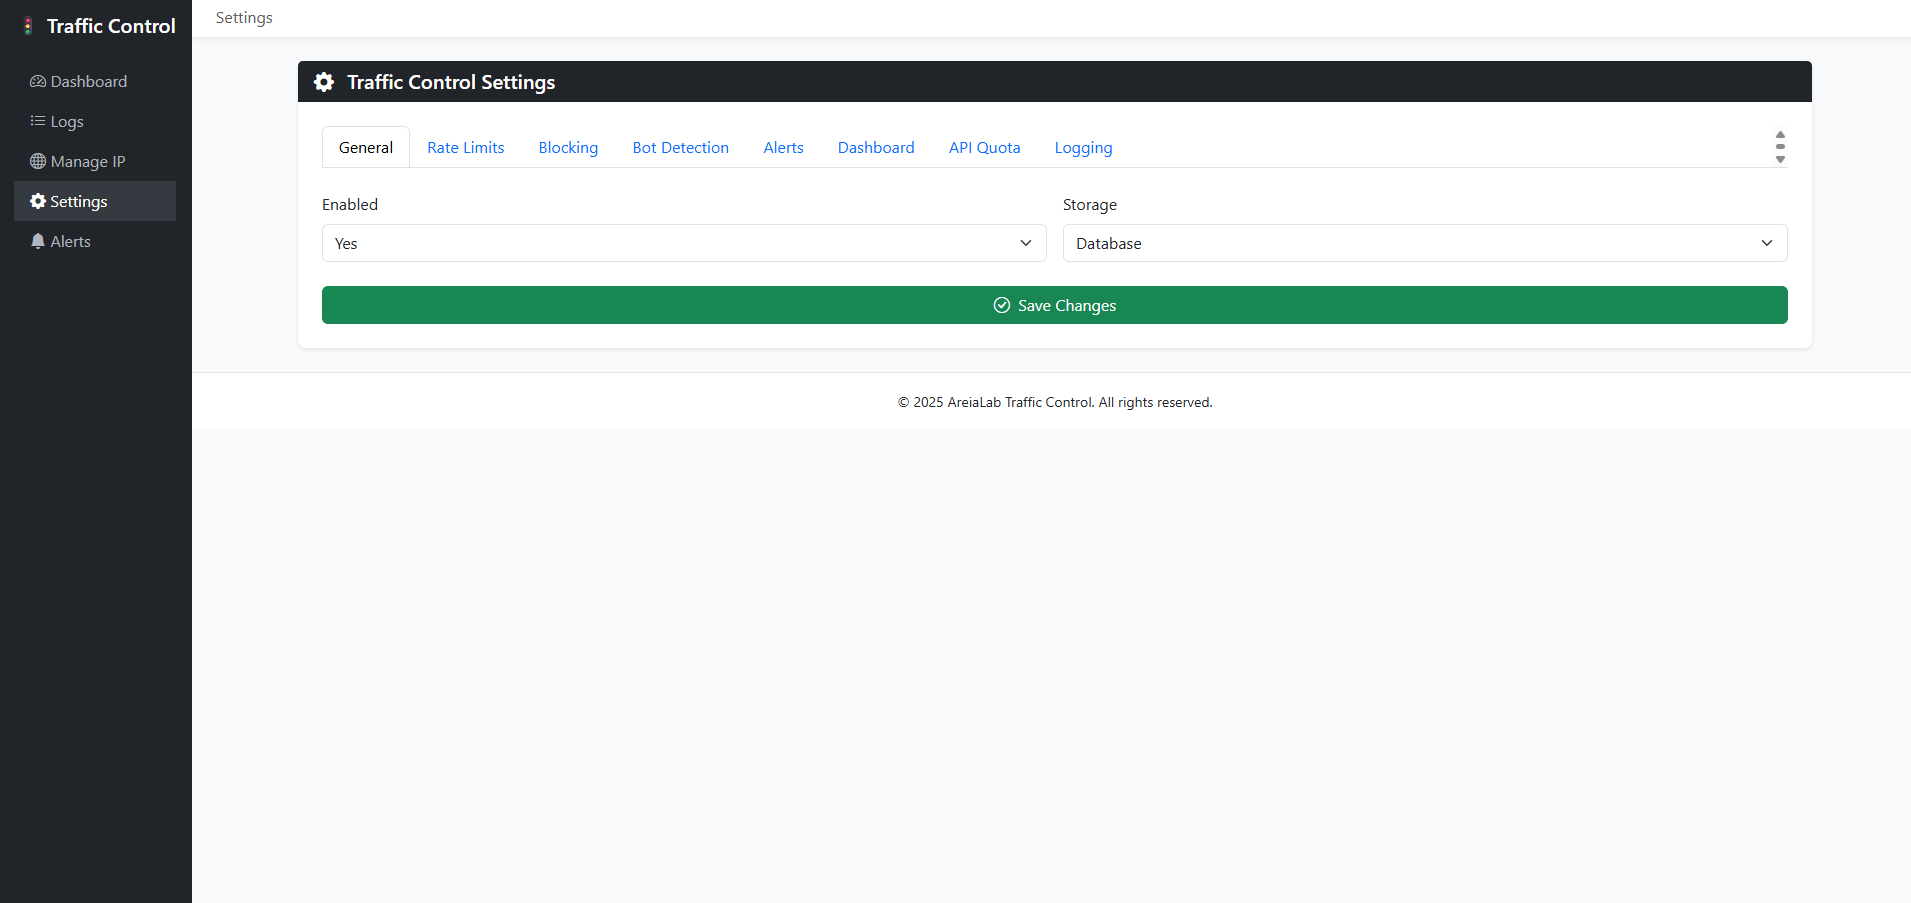 Traffic Control
Dashboard
Logs
Manage IP
Settings
Alerts
Settings
Traffic Control Settings
General Rate Limits Blocking Bot Detection Alerts Dashboard API Quota Logging
Enabled Storage
Yes Database
Save Changes
© 2025 AreiaLab Traffic Control. All rights reserved.